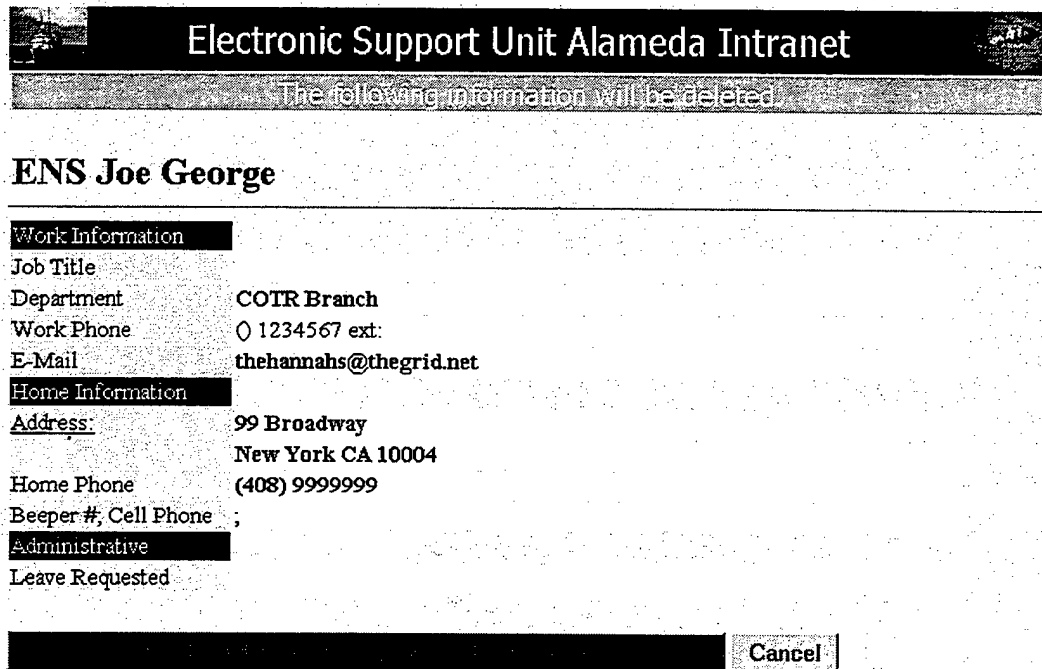 Electronic Support Unit Alameda Intranet
The following information will be deleted.
ENS Joe George
Work Information
Job Title
Department COTR Branch
Work Phone () 1234567 ext:
E-Mail thehannahs@thegrid.net
Home Information
Address: 99 Broadway
New York CA 10004
Home Phone (408) 9999999
Beeper #, Cell Phone ;
Administrative
Leave Requested
Cancel